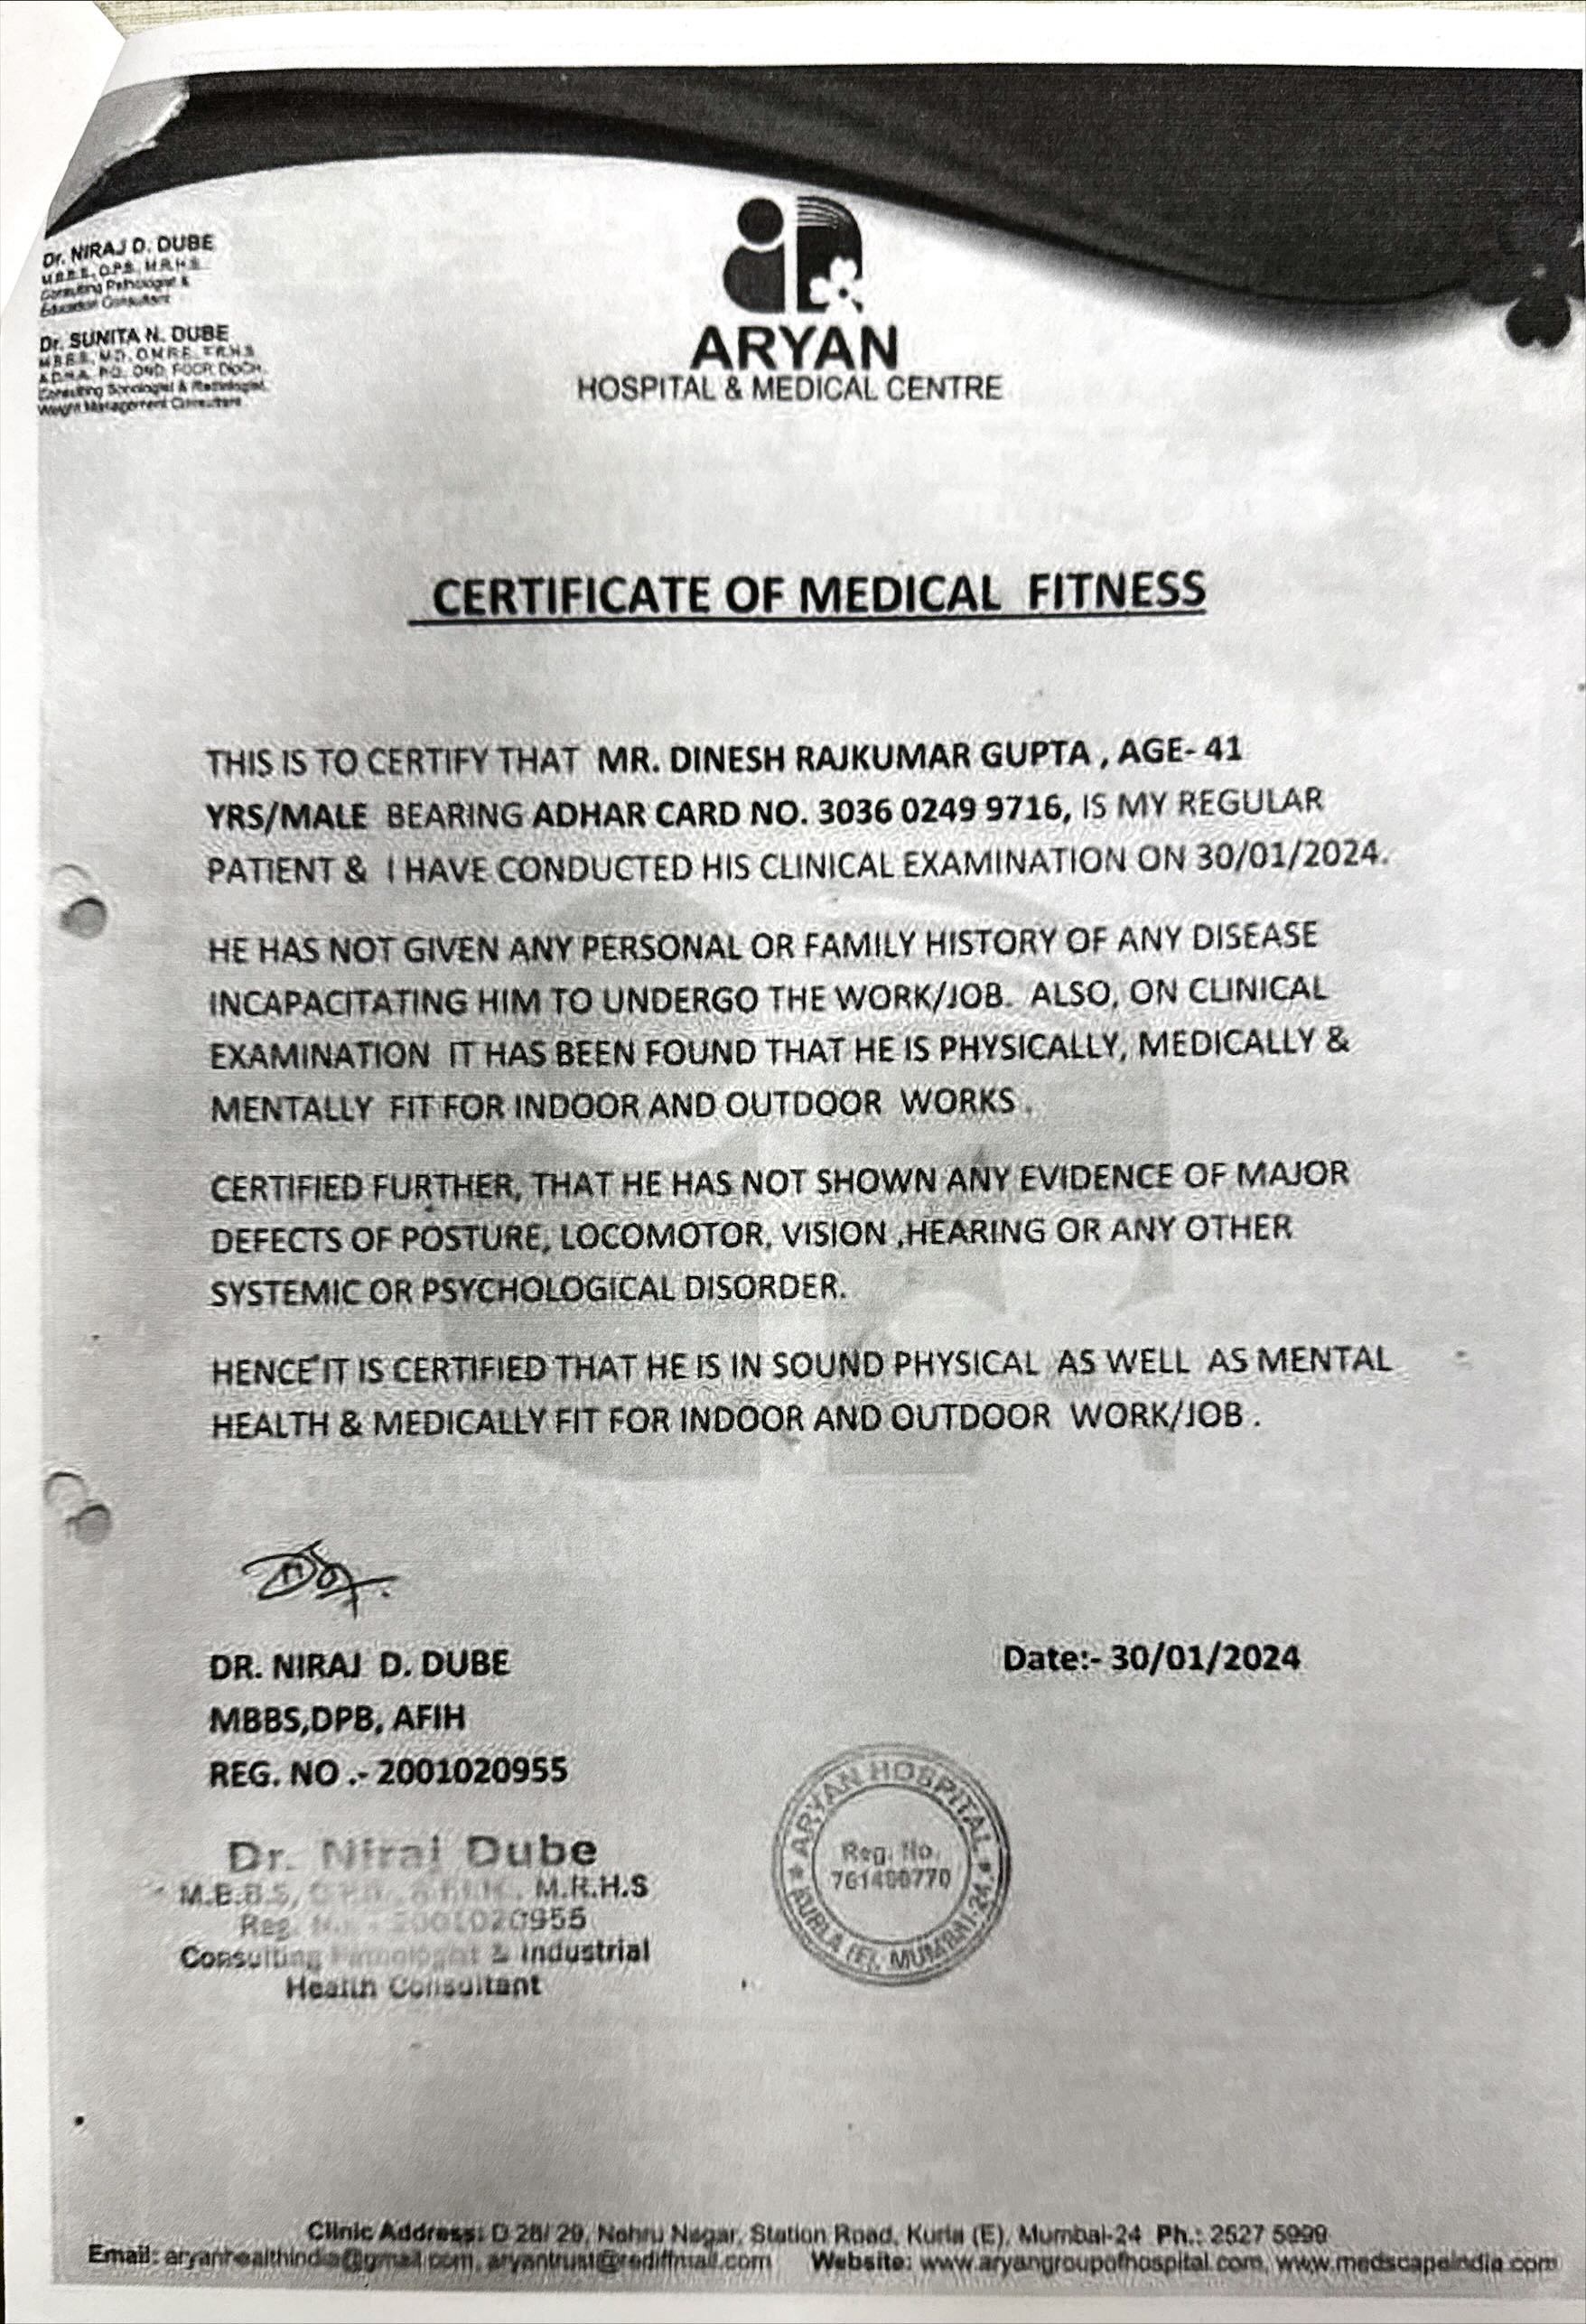 Dr. NIRAJ D. DUBE
M.B.B.S., D.P.B., M.R.H.S.
Consulting Pathologist &
Education Consultant
Dr. SUNITA N. DUBE
Consulting Sonologist & Radiologist,
Weight Management Consultant
ARYAN
HOSPITAL & MEDICAL CENTRE
CERTIFICATE OF MEDICAL FITNESS
THIS IS TO CERTIFY THAT MR. DINESH RAJKUMAR GUPTA , AGE- 41
YRS/MALE BEARING ADHAR CARD NO. 3036 0249 9716, IS MY REGULAR
PATIENT & I HAVE CONDUCTED HIS CLINICAL EXAMINATION ON 30/01/2024.
HE HAS NOT GIVEN ANY PERSONAL OR FAMILY HISTORY OF ANY DISEASE
INCAPACITATING HIM TO UNDERGO THE WORK/JOB. ALSO, ON CLINICAL
EXAMINATION IT HAS BEEN FOUND THAT HE IS PHYSICALLY, MEDICALLY &
MENTALLY FIT FOR INDOOR AND OUTDOOR WORKS .
CERTIFIED FURTHER, THAT HE HAS NOT SHOWN ANY EVIDENCE OF MAJOR
DEFECTS OF POSTURE, LOCOMOTOR, VISION ,HEARING OR ANY OTHER
SYSTEMIC OR PSYCHOLOGICAL DISORDER.
HENCE IT IS CERTIFIED THAT HE IS IN SOUND PHYSICAL AS WELL AS MENTAL
HEALTH & MEDICALLY FIT FOR INDOOR AND OUTDOOR WORK/JOB .
DR. NIRAJ D. DUBE
Date:- 30/01/2024
MBBS,DPB, AFIH
REG. NO .- 2001020955
Dr. Niraj Dube
M.B.B.S, M.R.H.S
Reg. No. - 2001020955
Consulting Pathologist & Industrial
Health Consultant
ARYAN HOSPITAL
Reg. No.
KURLA (E), MUMBAI-24.
Clinic Address: D 28/ 29, Nehru Nagar, Station Road, Kurla (E), Mumbai-24 Ph.: 2527 5999
Email: aryanhealthindia@gmail.com, aryantrust@rediffmail.com Website: www.aryangroupofhospital.com, www.medscapeindia.com